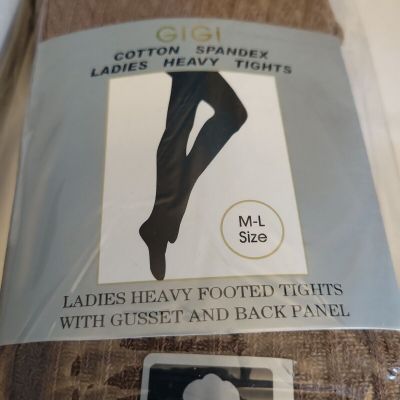 GIGI
COTTON SPANDEX
LADIES HEAVY TIGHTS
M-L
Size
LADIES HEAVY FOOTED TIGHTS
WITH GUSSET AND BACK PANEL